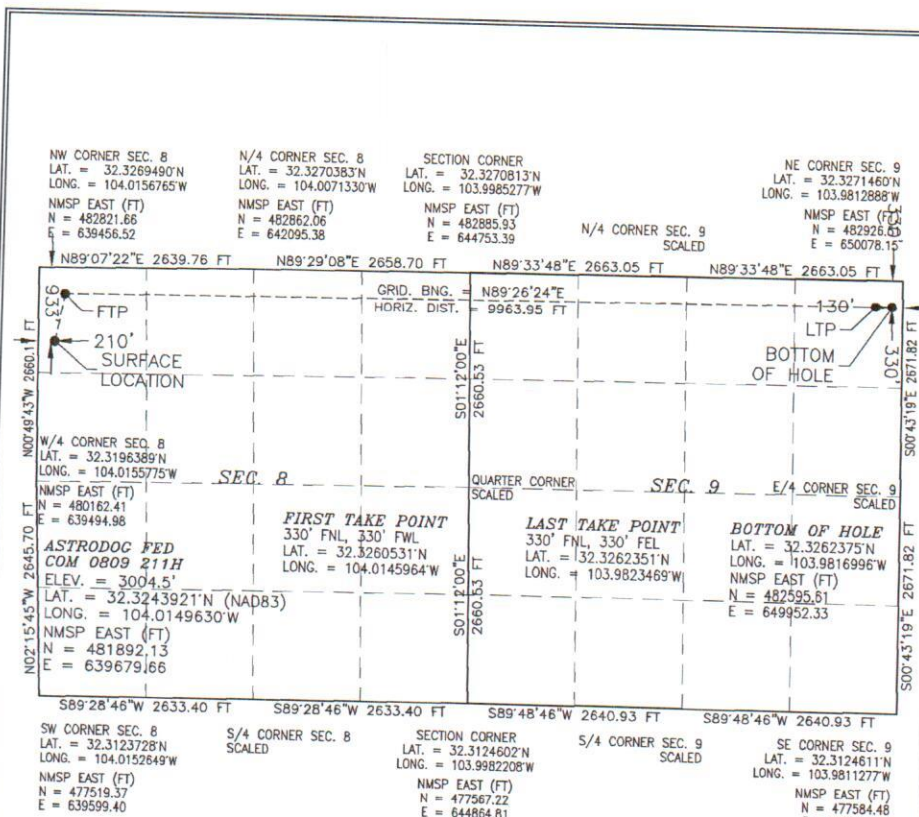 NW CORNER SEC. 8
LAT. = 32.3269490'N
LONG. = 104.0156765'W
NMSP EAST (FT)
N = 482821.66
E = 639456.52
N/4 CORNER SEC. 8
LAT. = 32.3270383'N
LONG. = 104.0071330'W
NMSP EAST (FT)
N = 482862.06
E = 642095.38
SECTION CORNER
LAT. = 32.3270813'N
LONG. = 103.9985277'W
NMSP EAST (FT)
N = 482885.93
E = 644753.39
N/4 CORNER SEC. 9
SCALED
NE CORNER SEC. 9
LAT. = 32.3271460'N
LONG. = 103.9812888'W
NMSP EAST (FT)
N = 482926.51
E = 650078.15
N89°07'22"E 2639.76 FT
N89°29'08"E 2658.70 FT
N89°33'48"E 2663.05 FT
N89°33'48"E 2663.05 FT
GRID. BNG. = N89°26'24"E
HORIZ. DIST. = 9963.95 FT
933'
FTP
210'
SURFACE
LOCATION
130'
LTP
BOTTOM
OF HOLE
330'
N00°49'43"W 2660.1 FT
S01°12'00"E
2660.53 FT
S00°43'19"E 2671.82 FT
W/4 CORNER SEC. 8
LAT. = 32.3196389'N
LONG. = 104.0155775'W
NMSP EAST (FT)
N = 480162.41
E = 639494.98
SEC. 8
QUARTER CORNER
SCALED
SEC. 9
E/4 CORNER SEC. 9
SCALED
ASTRODOG FED
COM 0809 211H
ELEV. = 3004.5'
LAT. = 32.3243921'N (NAD83)
LONG. = 104.0149630'W
NMSP EAST (FT)
N = 481892.13
E = 639679.66
FIRST TAKE POINT
330' FNL, 330' FWL
LAT. = 32.3260531'N
LONG. = 104.0145964'W
LAST TAKE POINT
330' FNL, 330' FEL
LAT. = 32.3262351'N
LONG. = 103.9823469'W
BOTTOM OF HOLE
LAT. = 32.3262375'N
LONG. = 103.9816996'W
NMSP EAST (FT)
N = 482595.61
E = 649952.33
N02°15'45"W 2645.70 FT
S01°12'00"E
2660.53 FT
S00°43'19"E 2671.82 FT
S89°28'46"W 2633.40 FT
S89°28'46"W 2633.40 FT
S89°48'46"W 2640.93 FT
S89°48'46"W 2640.93 FT
SW CORNER SEC. 8
LAT. = 32.3123728'N
LONG. = 104.0152649'W
NMSP EAST (FT)
N = 477519.37
E = 639599.40
S/4 CORNER SEC. 8
SCALED
SECTION CORNER
LAT. = 32.3124602'N
LONG. = 103.9982208'W
NMSP EAST (FT)
N = 477567.22
E = 644864.81
S/4 CORNER SEC. 9
SCALED
SE CORNER SEC. 9
LAT. = 32.3124611'N
LONG. = 103.9811277'W
NMSP EAST (FT)
N = 477584.48